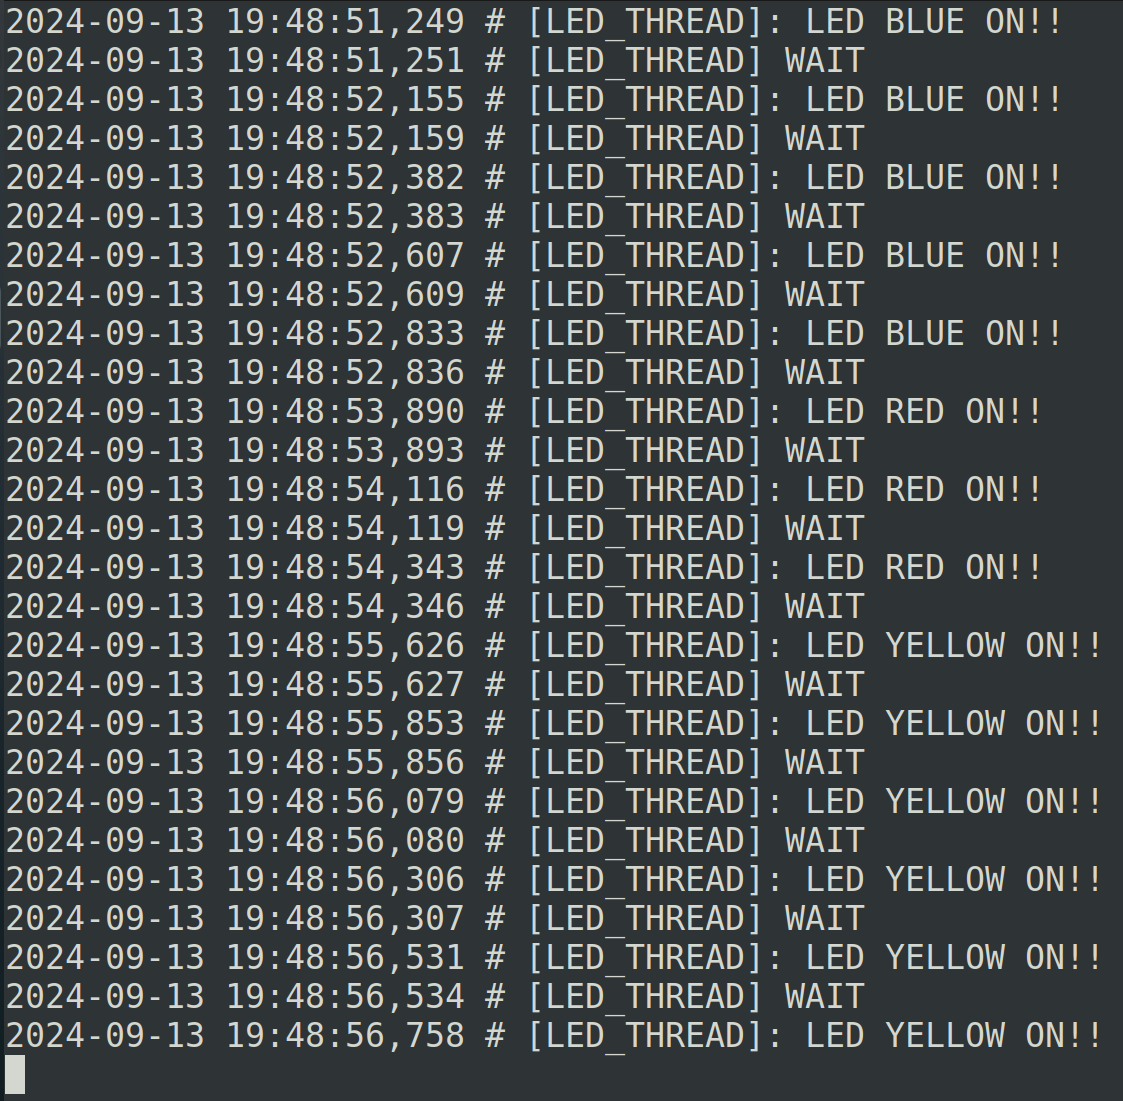 2024-09-13 19:48:51,249 # [LED_THREAD]: LED BLUE ON!!
2024-09-13 19:48:51,251 # [LED_THREAD] WAIT
2024-09-13 19:48:52,155 # [LED_THREAD]: LED BLUE ON!!
2024-09-13 19:48:52,159 # [LED_THREAD] WAIT
2024-09-13 19:48:52,382 # [LED_THREAD]: LED BLUE ON!!
2024-09-13 19:48:52,383 # [LED_THREAD] WAIT
2024-09-13 19:48:52,607 # [LED_THREAD]: LED BLUE ON!!
2024-09-13 19:48:52,609 # [LED_THREAD] WAIT
2024-09-13 19:48:52,833 # [LED_THREAD]: LED BLUE ON!!
2024-09-13 19:48:52,836 # [LED_THREAD] WAIT
2024-09-13 19:48:53,890 # [LED_THREAD]: LED RED ON!!
2024-09-13 19:48:53,893 # [LED_THREAD] WAIT
2024-09-13 19:48:54,116 # [LED_THREAD]: LED RED ON!!
2024-09-13 19:48:54,119 # [LED_THREAD] WAIT
2024-09-13 19:48:54,343 # [LED_THREAD]: LED RED ON!!
2024-09-13 19:48:54,346 # [LED_THREAD] WAIT
2024-09-13 19:48:55,626 # [LED_THREAD]: LED YELLOW ON!!
2024-09-13 19:48:55,627 # [LED_THREAD] WAIT
2024-09-13 19:48:55,853 # [LED_THREAD]: LED YELLOW ON!!
2024-09-13 19:48:55,856 # [LED_THREAD] WAIT
2024-09-13 19:48:56,079 # [LED_THREAD]: LED YELLOW ON!!
2024-09-13 19:48:56,080 # [LED_THREAD] WAIT
2024-09-13 19:48:56,306 # [LED_THREAD]: LED YELLOW ON!!
2024-09-13 19:48:56,307 # [LED_THREAD] WAIT
2024-09-13 19:48:56,531 # [LED_THREAD]: LED YELLOW ON!!
2024-09-13 19:48:56,534 # [LED_THREAD] WAIT
2024-09-13 19:48:56,758 # [LED_THREAD]: LED YELLOW ON!!